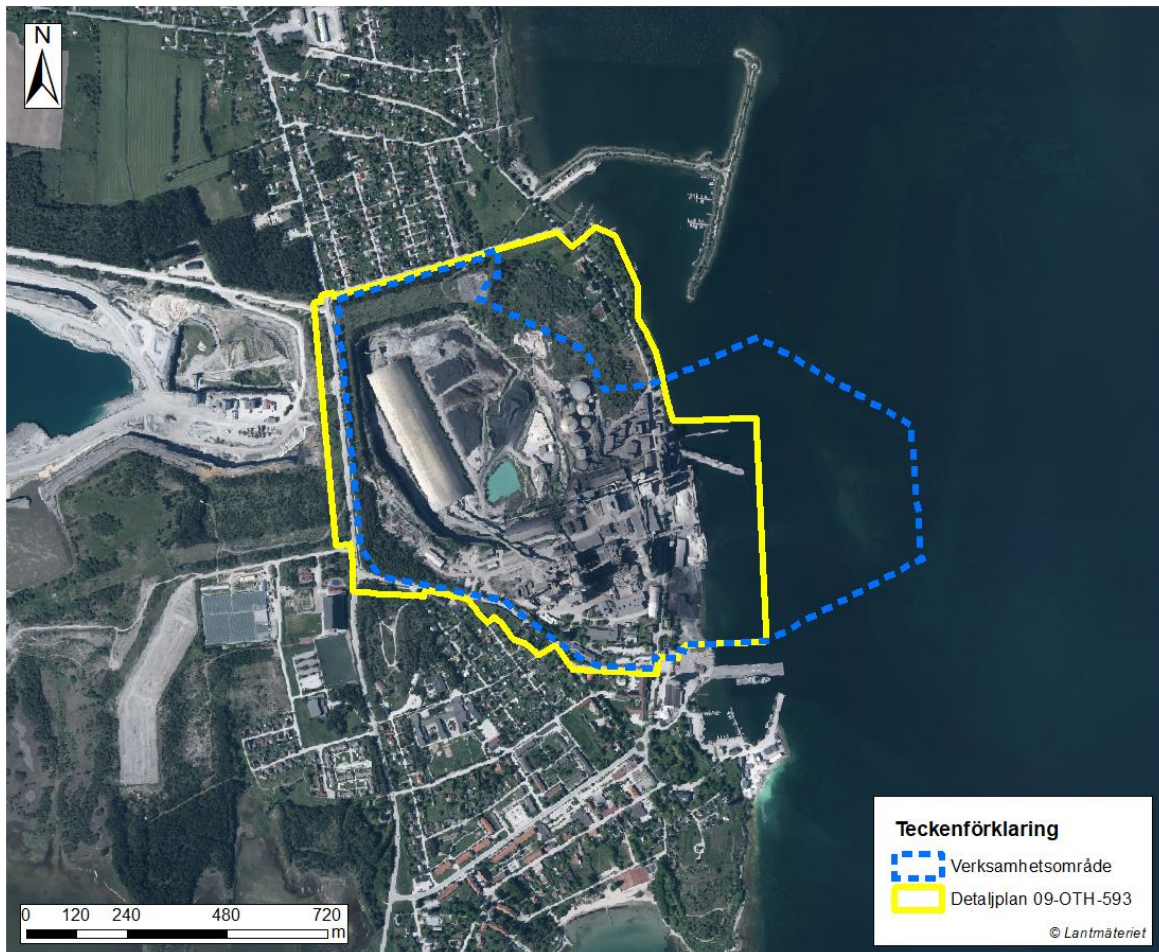 N
Teckenförklaring
Verksamhetsområde
Detaljplan 09-OTH-593
0 120 240 480 720
m
© Lantmäteriet